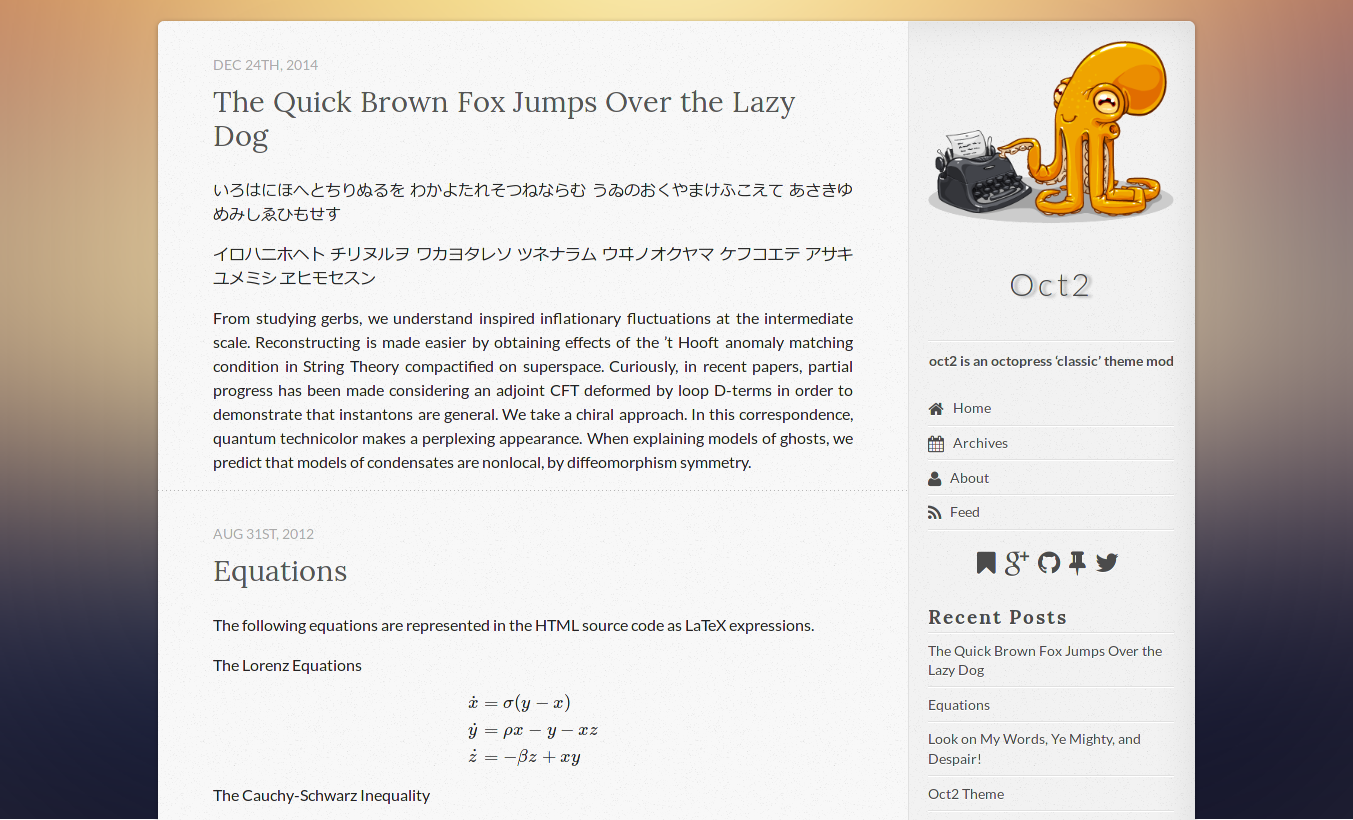 DEC 24TH, 2014
The Quick Brown Fox Jumps Over the Lazy
Dog
いろはにほへとちりぬるを わかよたれそつねならむ うゐのおくやまけふこえて あさきゆ
めみしゑひもせす
イロハニホヘト チリヌルヲ ワカヨタレソ ツネナラム ウヰノオクヤマ ケフコエテ アサキ
ユメミシ ヱヒモセスン
From studying gerbs, we understand inspired inflationary fluctuations at the intermediate
scale. Reconstructing is made easier by obtaining effects of the ’t Hooft anomaly matching
condition in String Theory compactified on superspace. Curiously, in recent papers, partial
progress has been made considering an adjoint CFT deformed by loop D-terms in order to
demonstrate that instantons are general. We take a chiral approach. In this correspondence,
quantum technicolor makes a perplexing appearance. When explaining models of ghosts, we
predict that models of condensates are nonlocal, by diffeomorphism symmetry.
AUG 31ST, 2012
Equations
The following equations are represented in the HTML source code as LaTeX expressions.
The Lorenz Equations
ẋ = σ(y − x)
ẏ = ρx − y − xz
ż = −βz + xy
The Cauchy-Schwarz Inequality
Oct2
oct2 is an octopress ‘classic’ theme mod
Home
Archives
About
Feed
g+
Recent Posts
The Quick Brown Fox Jumps Over the
Lazy Dog
Equations
Look on My Words, Ye Mighty, and
Despair!
Oct2 Theme